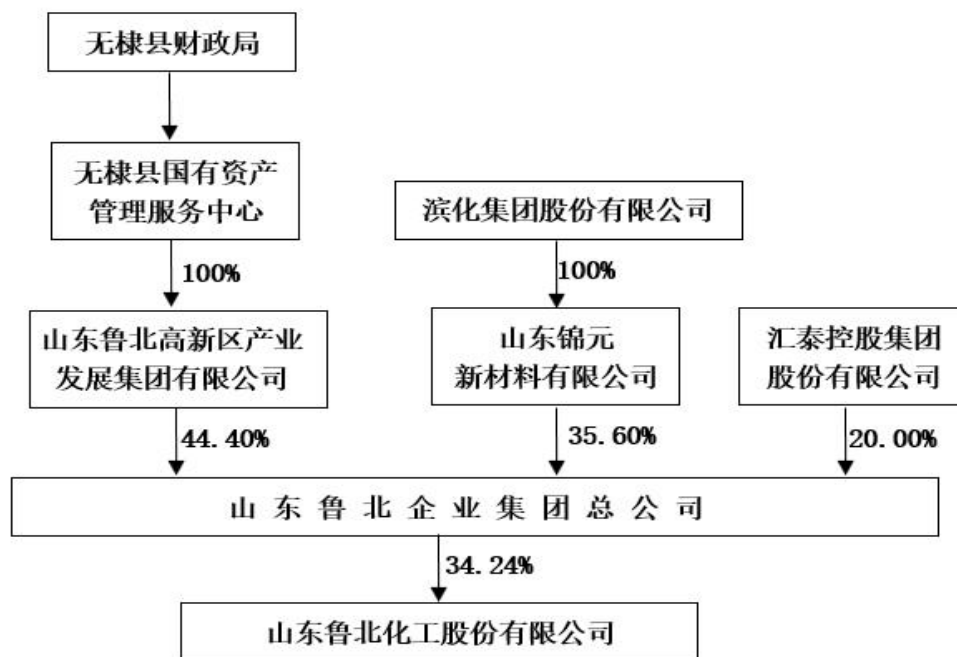 无棣县财政局
无棣县国有资产
管理服务中心
滨化集团股份有限公司
100%
100%
山东鲁北高新区产业
发展集团有限公司
山东锦元
新材料有限公司
汇泰控股集团
股份有限公司
44.40%
35.60%
20.00%
山东鲁北企业集团总公司
34.24%
山东鲁北化工股份有限公司